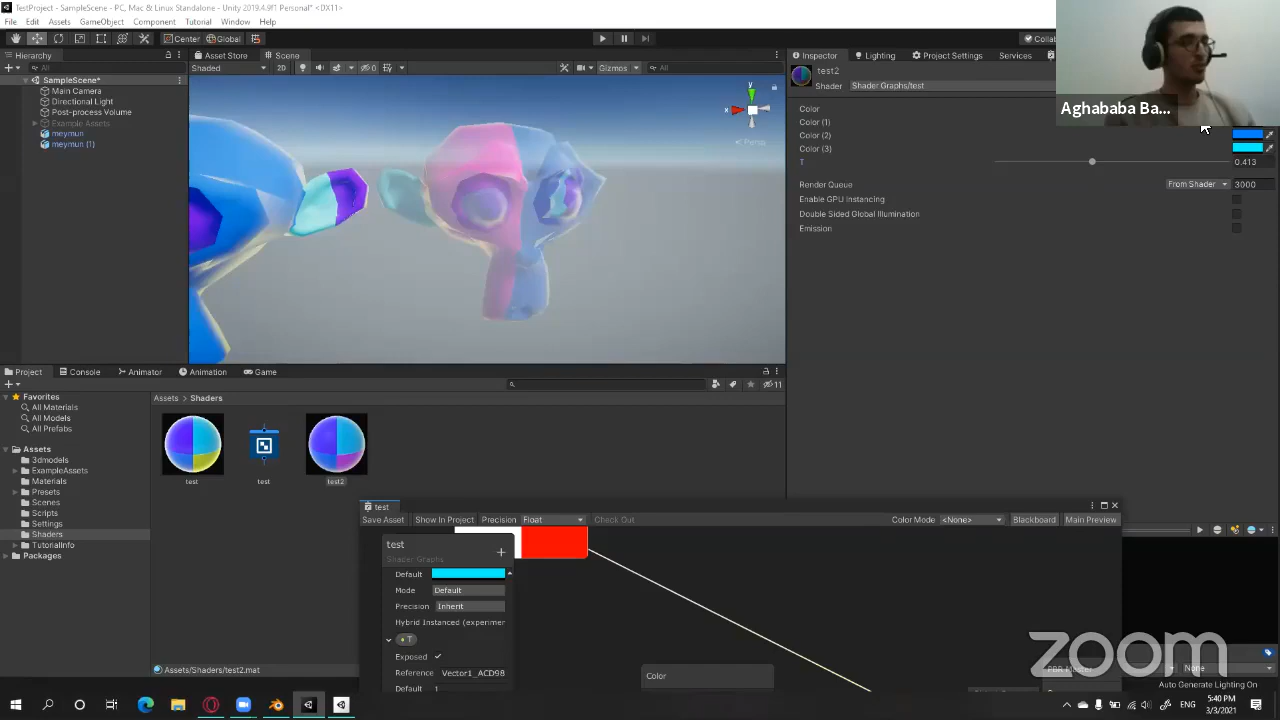 TestProject - SampleScene - PC, Mac & Linux Standalone - Unity 2019.4.9f1 Personal* <DX11>
File Edit Assets GameObject Component Tutorial Window Help
Center Global
Hierarchy
Asset Store
Scene
Inspector
Lighting
Project Settings
Services
All
Shaded
2D
0
Gizmos
All
SampleScene*
Main Camera
Directional Light
Post-process Volume
Example Assets
meymun
meymun (1)
y
x
Persp
test2
Shader
Shader Graphs/test
Aghababa Ba...
Color
Color (1)
Color (2)
Color (3)
T
0.413
Render Queue
From Shader
3000
Enable GPU Instancing
Double Sided Global Illumination
Emission
Project
Console
Animator
Animation
Game
11
Favorites
All Materials
All Models
All Prefabs
Assets
3dmodels
ExampleAssets
Materials
Presets
Scenes
Scripts
Settings
Shaders
TutorialInfo
Packages
Assets > Shaders
test
test
test2
Assets/Shaders/test2.mat
test
Save Asset
Show In Project
Precision
Float
Check Out
Color Mode
<None>
Blackboard
Main Preview
test
Shader Graphs
Default
Mode
Default
Precision
Inherit
Hybrid Instanced (experimer
T
Exposed
Reference
Vector1_ACD98
Default
1
Color
PBR Master
zoom
None
Auto Generate Lighting On
ENG
5:40 PM
3/3/2021